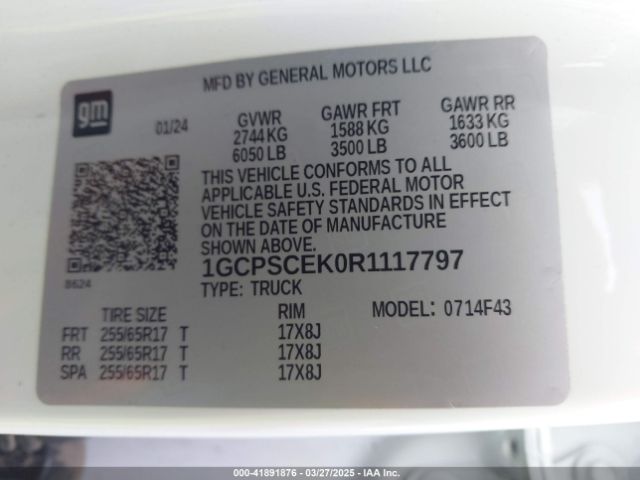 MFD BY GENERAL MOTORS LLC
gm
01/24
GVWR GAWR FRT GAWR RR
2744 KG 1588 KG 1633 KG
6050 LB 3500 LB 3600 LB
THIS VEHICLE CONFORMS TO ALL
APPLICABLE U.S. FEDERAL MOTOR
VEHICLE SAFETY STANDARDS IN EFFECT
ON THE DATE OF MANUFACTURE
SHOWN ABOVE.
1GCPSCEK0R1117797
8624
TYPE: TRUCK
TIRE SIZE RIM MODEL: 0714F43
FRT 255/65R17 T 17X8J
RR 255/65R17 T 17X8J
SPA 255/65R17 T 17X8J
000-41891876 - 03/27/2025 - IAA Inc.